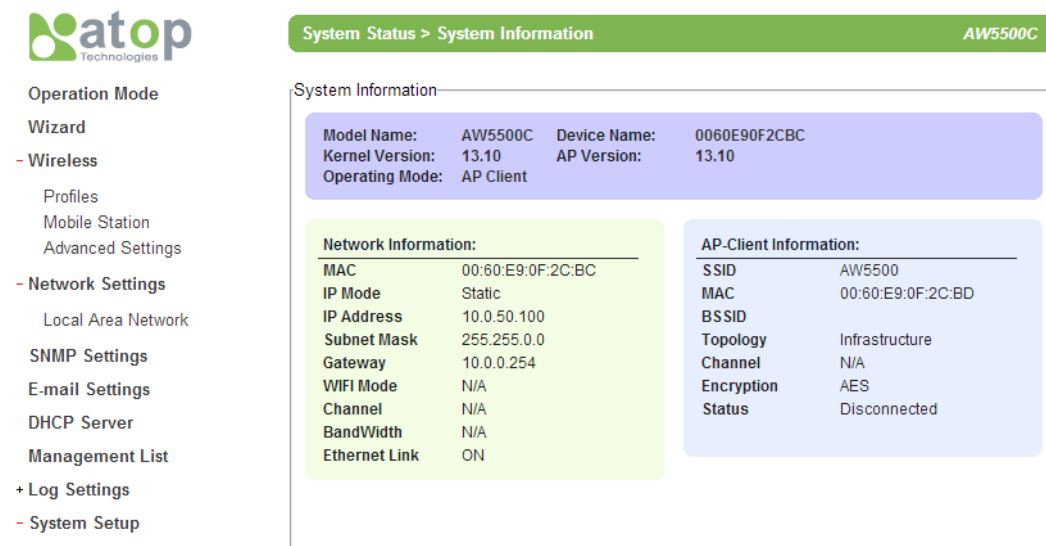 atop
Technologies
Operation Mode
Wizard
- Wireless
Profiles
Mobile Station
Advanced Settings
- Network Settings
Local Area Network
SNMP Settings
E-mail Settings
DHCP Server
Management List
+ Log Settings
- System Setup
System Status > System Information AW5500C
System Information
Model Name: AW5500C Device Name: 0060E90F2CBC
Kernel Version: 13.10 AP Version: 13.10
Operating Mode: AP Client
Network Information:
MAC 00:60:E9:0F:2C:BC
IP Mode Static
IP Address 10.0.50.100
Subnet Mask 255.255.0.0
Gateway 10.0.0.254
WIFI Mode N/A
Channel N/A
BandWidth N/A
Ethernet Link ON
AP-Client Information:
SSID AW5500
MAC 00:60:E9:0F:2C:BD
BSSID
Topology Infrastructure
Channel N/A
Encryption AES
Status Disconnected